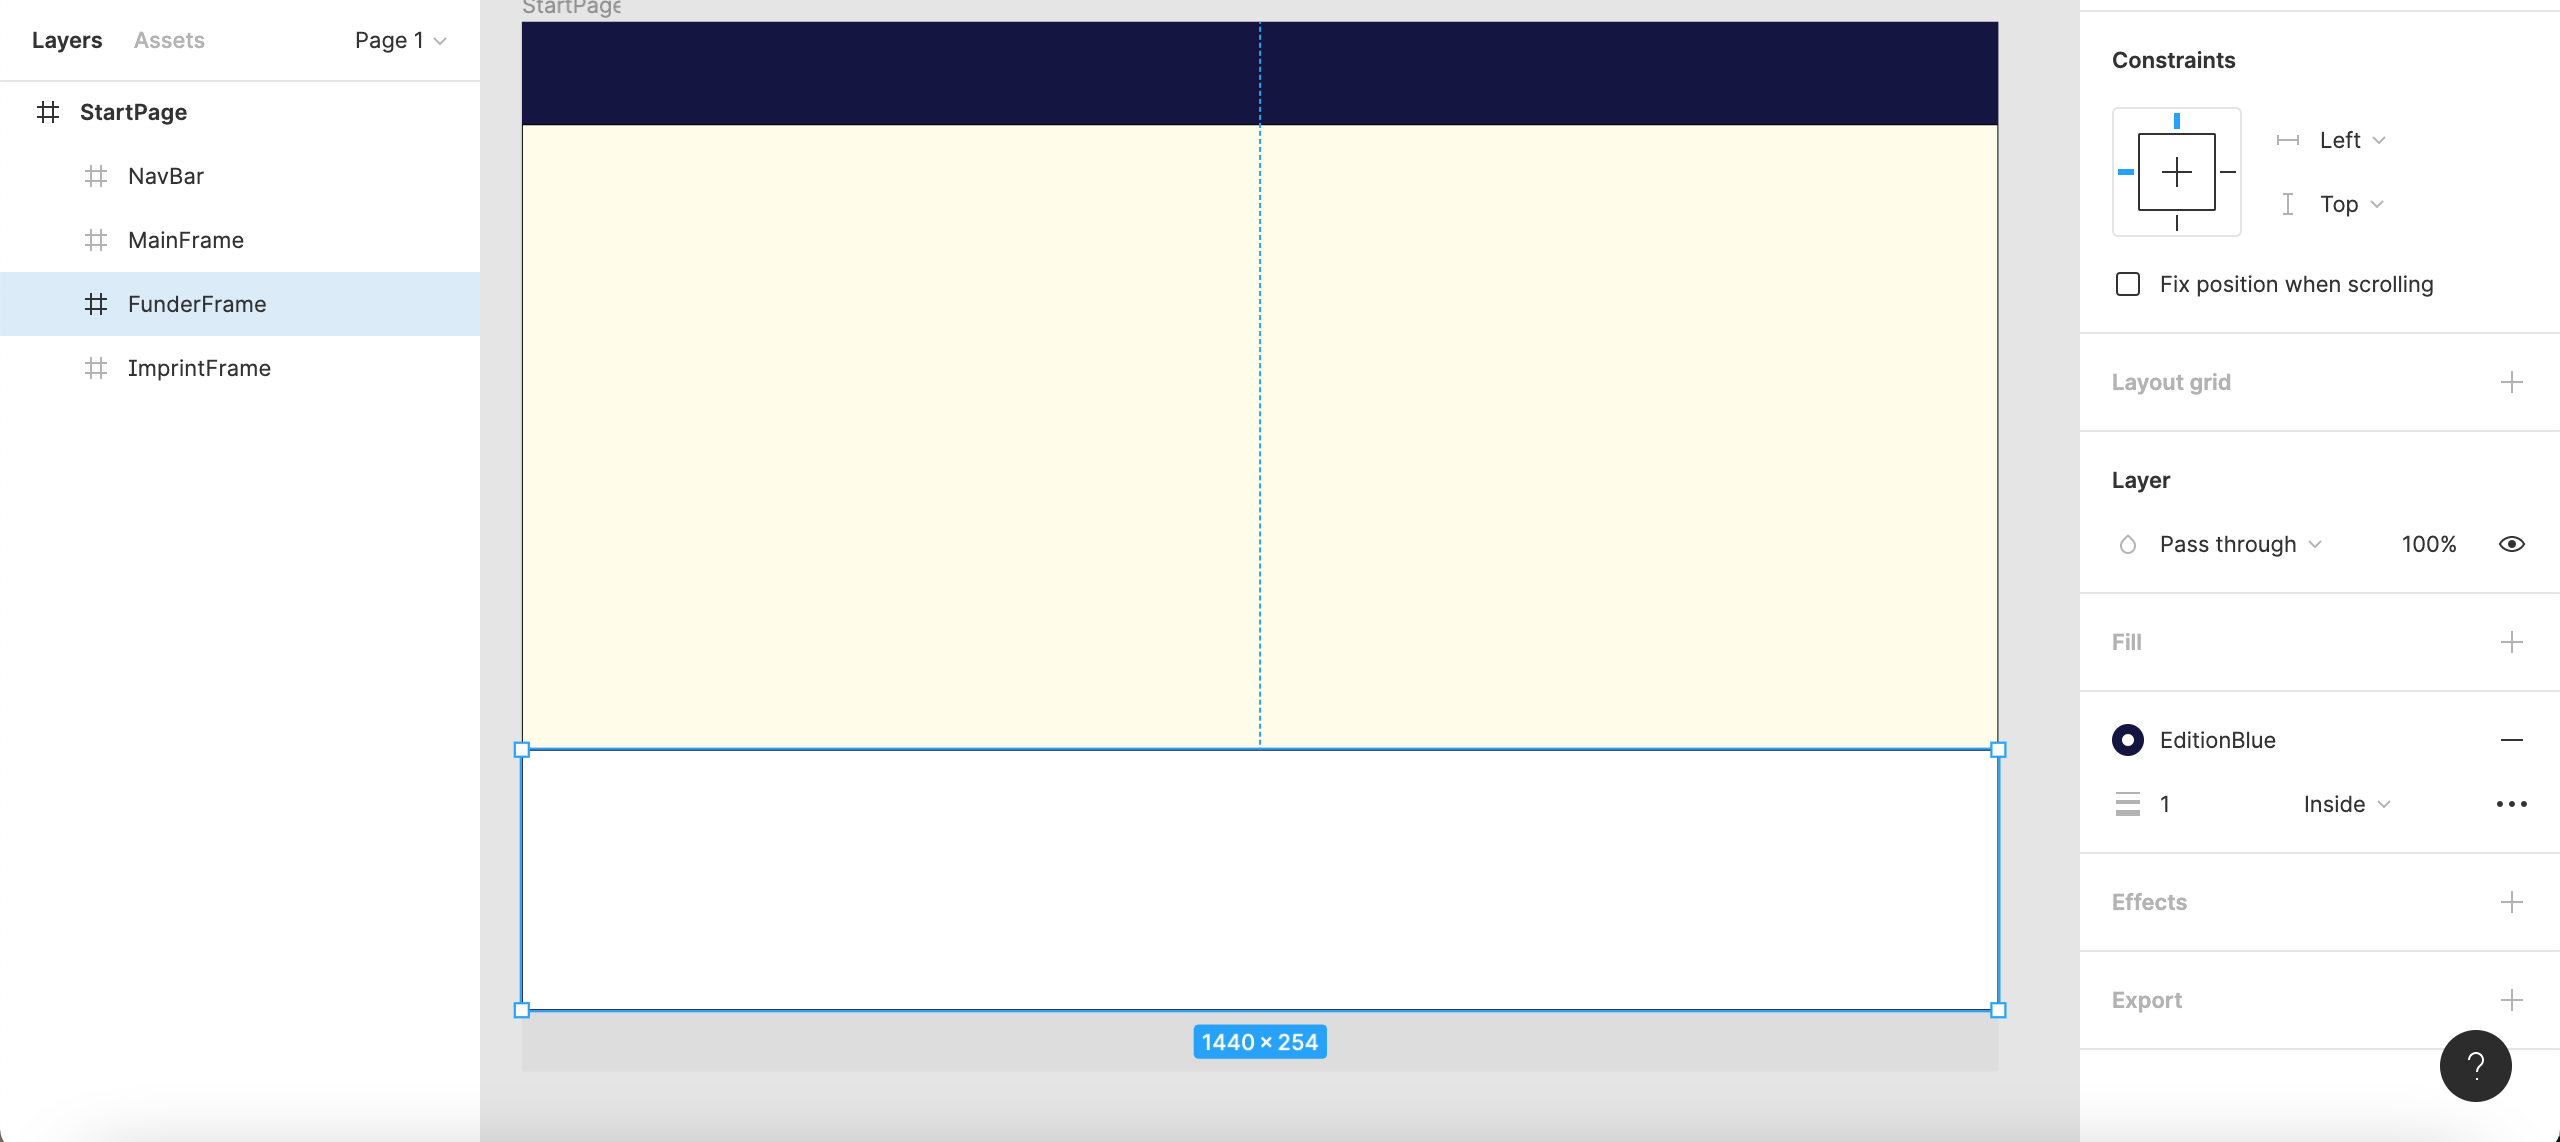 Layers Assets Page 1
StartPage
NavBar
MainFrame
FunderFrame
ImprintFrame
StartPage
1440 × 254
Constraints
Left
Top
Fix position when scrolling
Layout grid
Layer
Pass through 100%
Fill
EditionBlue
1 Inside
Effects
Export
?